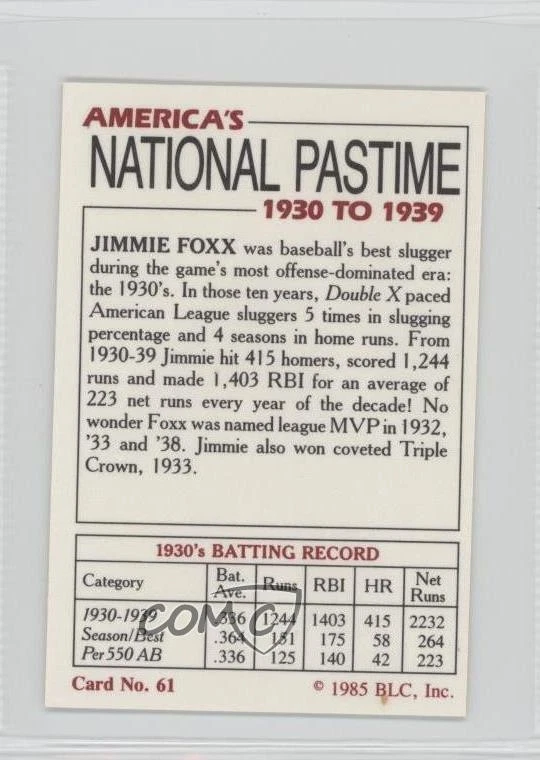 AMERICA'S
NATIONAL PASTIME
1930 TO 1939
JIMMIE FOXX was baseball's best slugger
during the game's most offense-dominated era:
the 1930's. In those ten years, Double X paced
American League sluggers 5 times in slugging
percentage and 4 seasons in home runs. From
1930-39 Jimmie hit 415 homers, scored 1,244
runs and made 1,403 RBI for an average of
223 net runs every year of the decade! No
wonder Foxx was named league MVP in 1932,
'33 and '38. Jimmie also won coveted Triple
Crown, 1933.
1930's BATTING RECORD
Category Bat. Ave. Runs RBI HR Net Runs
1930-1939 .336 1244 1403 415 2232
Season/Best .364 151 175 58 264
Per 550 AB .336 125 140 42 223
COMC
Card No. 61 © 1985 BLC, Inc.